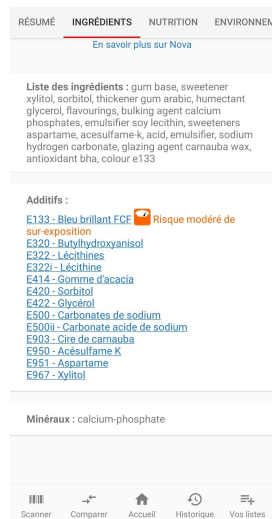 RÉSUMÉ INGRÉDIENTS NUTRITION ENVIRONNEM
En savoir plus sur Nova
Liste des ingrédients : gum base, sweetener
xylitol, sorbitol, thickener gum arabic, humectant
glycerol, flavourings, bulking agent calcium
phosphates, emulsifier soy lecithin, sweeteners
aspartame, acesulfame-k, acid, emulsifier, sodium
hydrogen carbonate, glazing agent carnauba wax,
antioxidant bha, colour e133
Additifs :
E133 - Bleu brillant FCF Risque modéré de
sur-exposition
E320 - Butylhydroxyanisol
E322 - Lécithines
E322i - Lécithine
E414 - Gomme d'acacia
E420 - Sorbitol
E422 - Glycérol
E500 - Carbonates de sodium
E500ii - Carbonate acide de sodium
E903 - Cire de carnauba
E950 - Acésulfame K
E951 - Aspartame
E967 - Xylitol
Minéraux : calcium-phosphate
Scanner Comparer Accueil Historique Vos listes